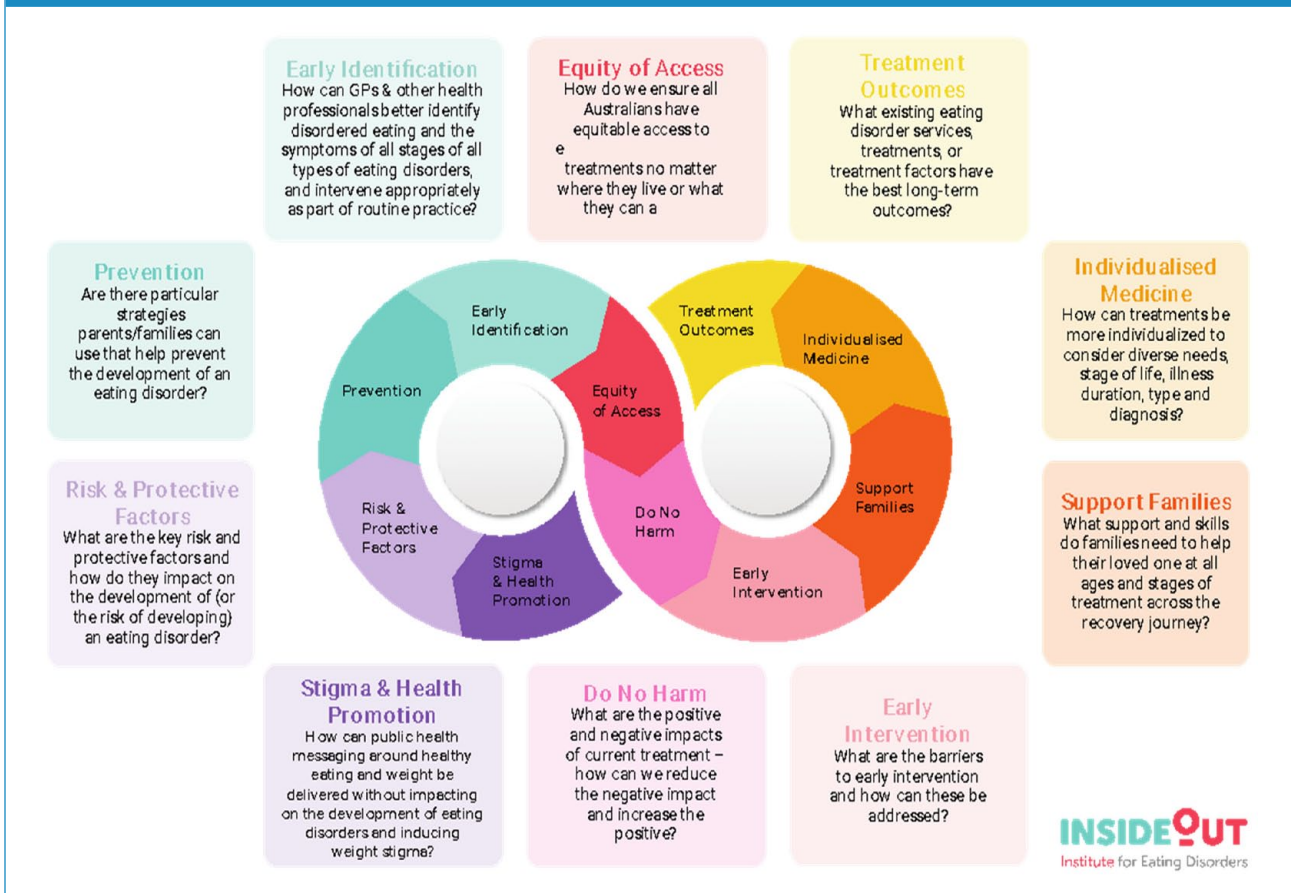 Early Identification
How can GPs & other health
professionals better identify
disordered eating and the
symptoms of all stages of all
types of eating disorders,
and intervene appropriately
as part of routine practice?
Equity of Access
How do we ensure all
Australians have
equitable access to
e
treatments no matter
where they live or what
they can a
Treatment
Outcomes
What existing eating
disorder services,
treatments, or
treatment factors have
the best long-term
outcomes?
Prevention
Are there particular
strategies
parents/families can
use that help prevent
the development of an
eating disorder?
Individualised
Medicine
How can treatments be
more individualized to
consider diverse needs,
stage of life, illness
duration, type and
diagnosis?
Early
Identification
Treatment
Outcomes
Individualised
Medicine
Prevention
Equity
of Access
Risk &
Protective
Factors
Do No
Harm
Support
Families
Stigma
& Health
Promotion
Early
Intervention
Risk & Protective
Factors
What are the key risk and
protective factors and
how do they impact on
the development of (or
the risk of developing)
an eating disorder?
Support Families
What support and skills
do families need to help
their loved one at all
ages and stages of
treatment across the
recovery journey?
Stigma & Health
Promotion
How can public health
messaging around healthy
eating and weight be
delivered without impacting
on the development of eating
disorders and inducing
weight stigma?
Do No Harm
What are the positive
and negative impacts
of current treatment –
how can we reduce
the negative impact
and increase the
positive?
Early
Intervention
What are the barriers
to early intervention
and how can these be
addressed?
INSIDEOUT
Institute for Eating Disorders